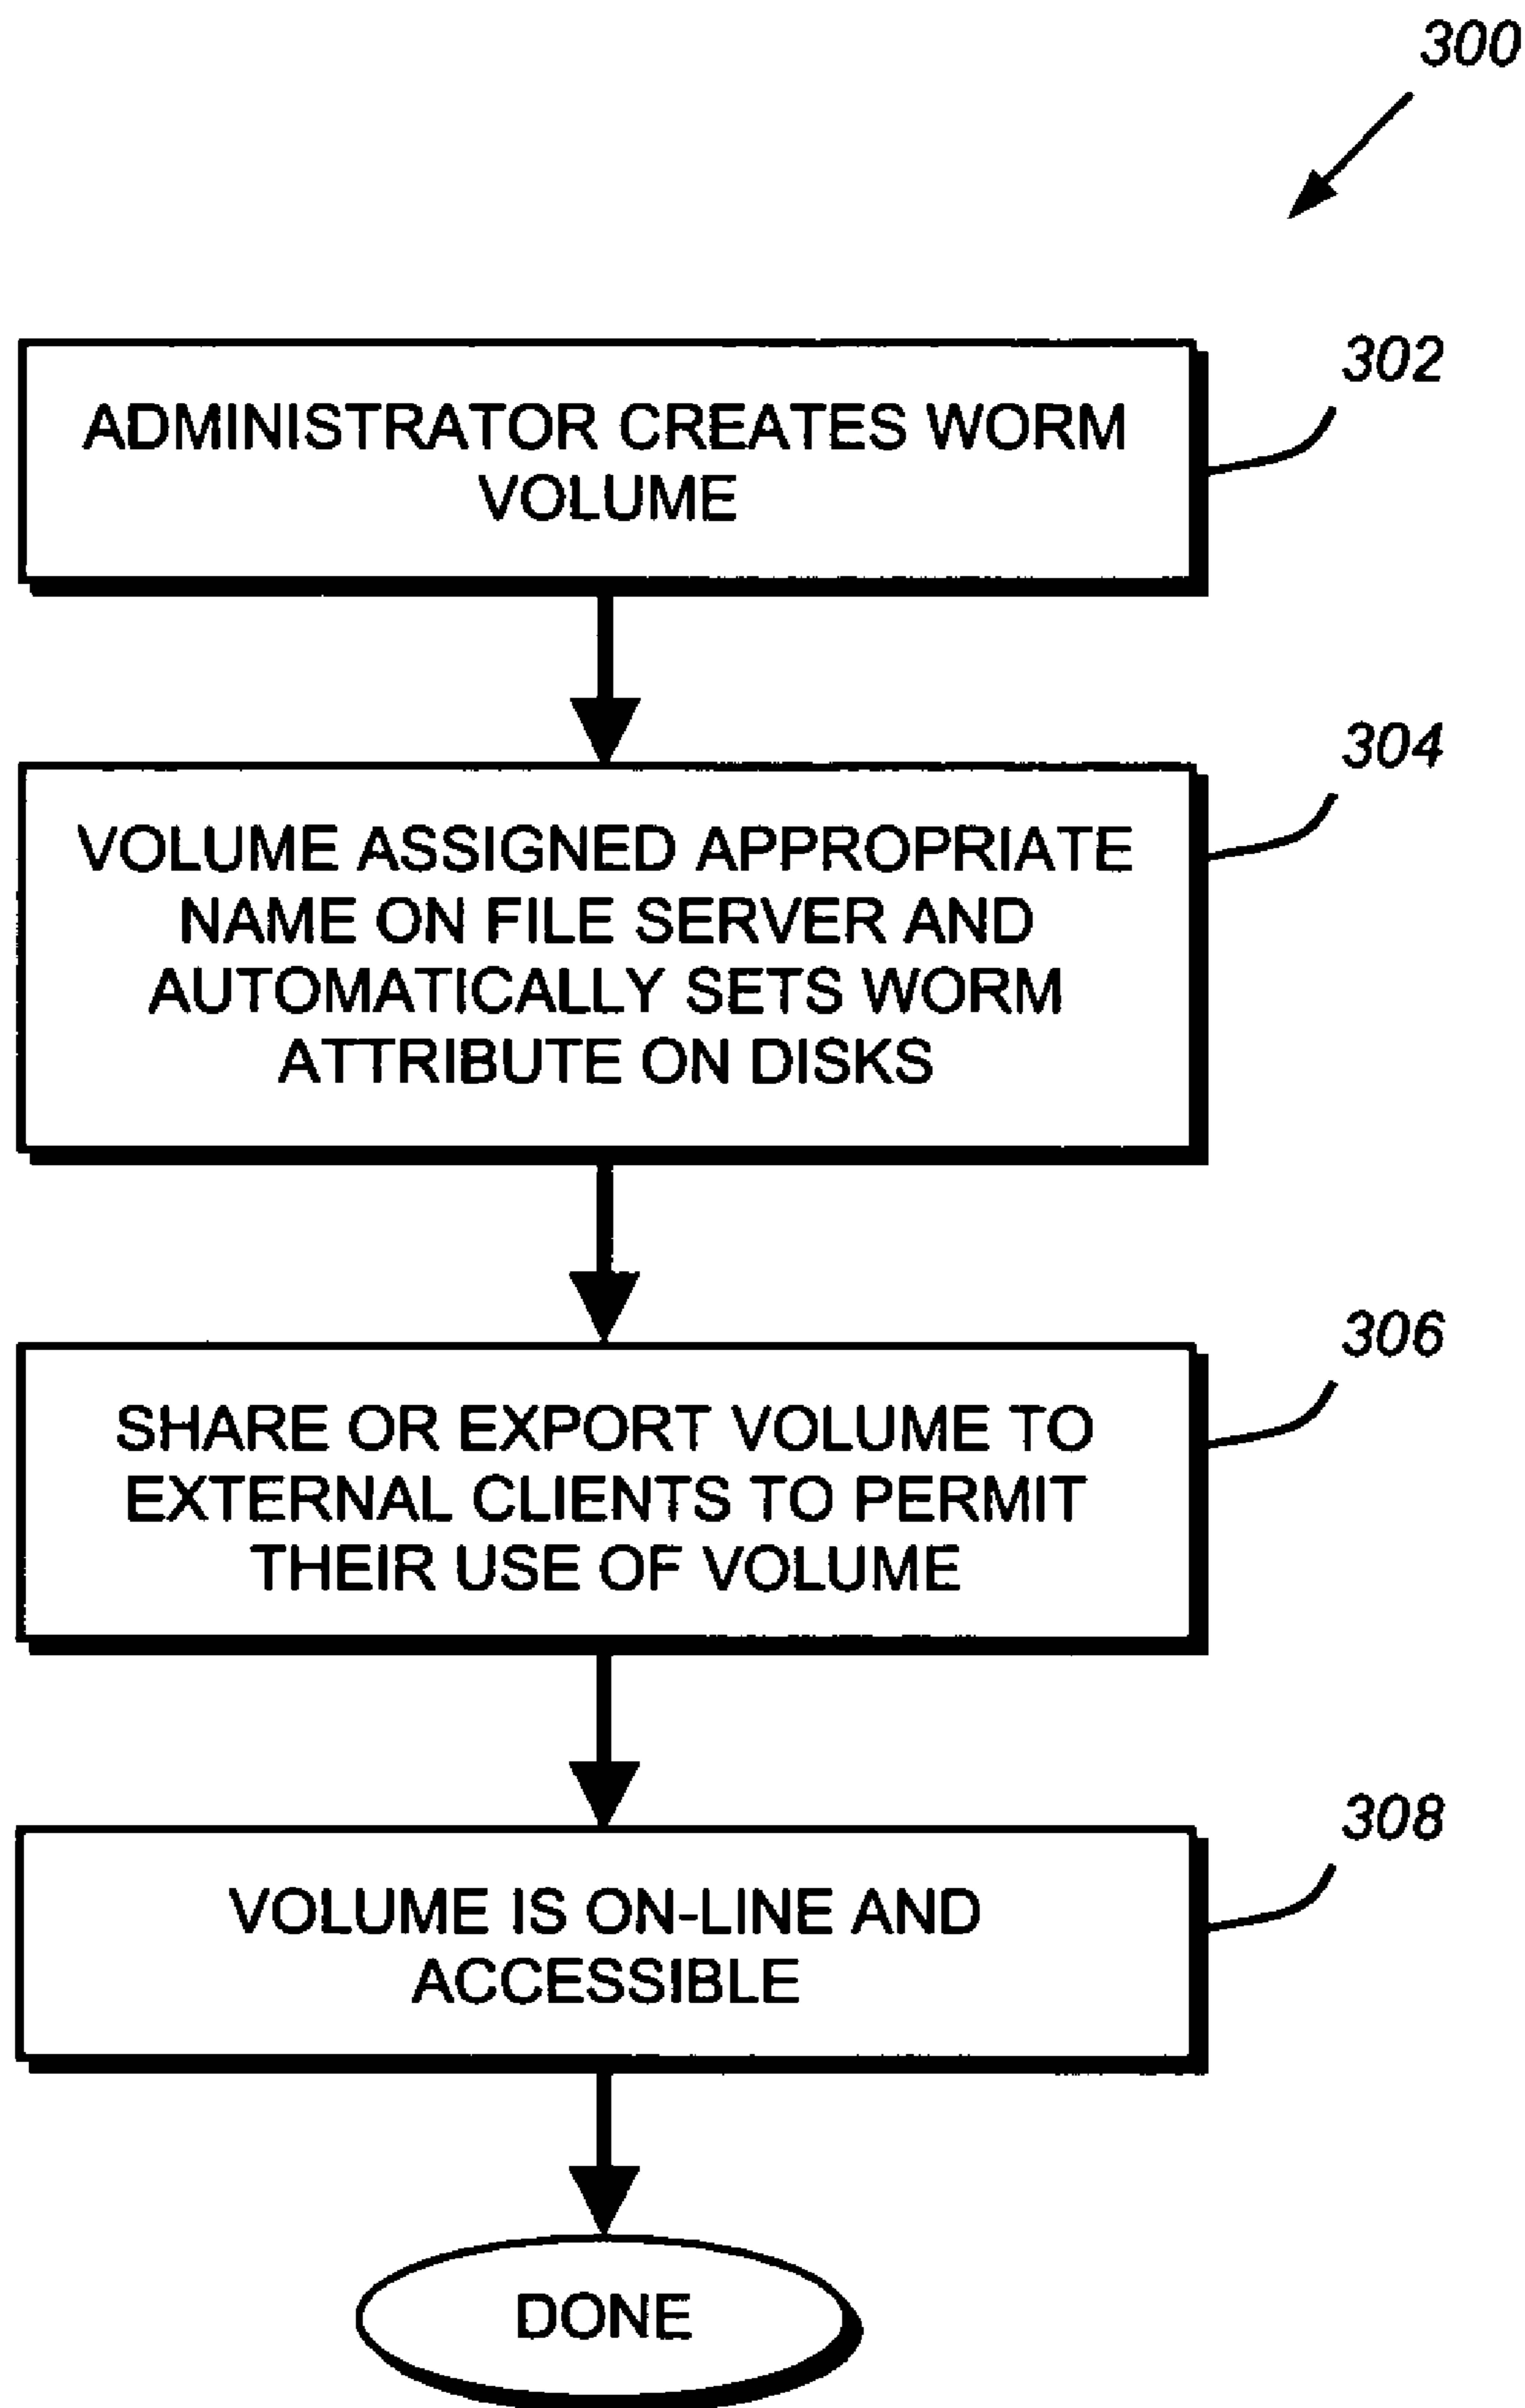 300
302
ADMINISTRATOR CREATES WORM
VOLUME
304
VOLUME ASSIGNED APPROPRIATE
NAME ON FILE SERVER AND
AUTOMATICALLY SETS WORM
ATTRIBUTE ON DISKS
306
SHARE OR EXPORT VOLUME TO
EXTERNAL CLIENTS TO PERMIT
THEIR USE OF VOLUME
308
VOLUME IS ON-LINE AND
ACCESSIBLE
DONE